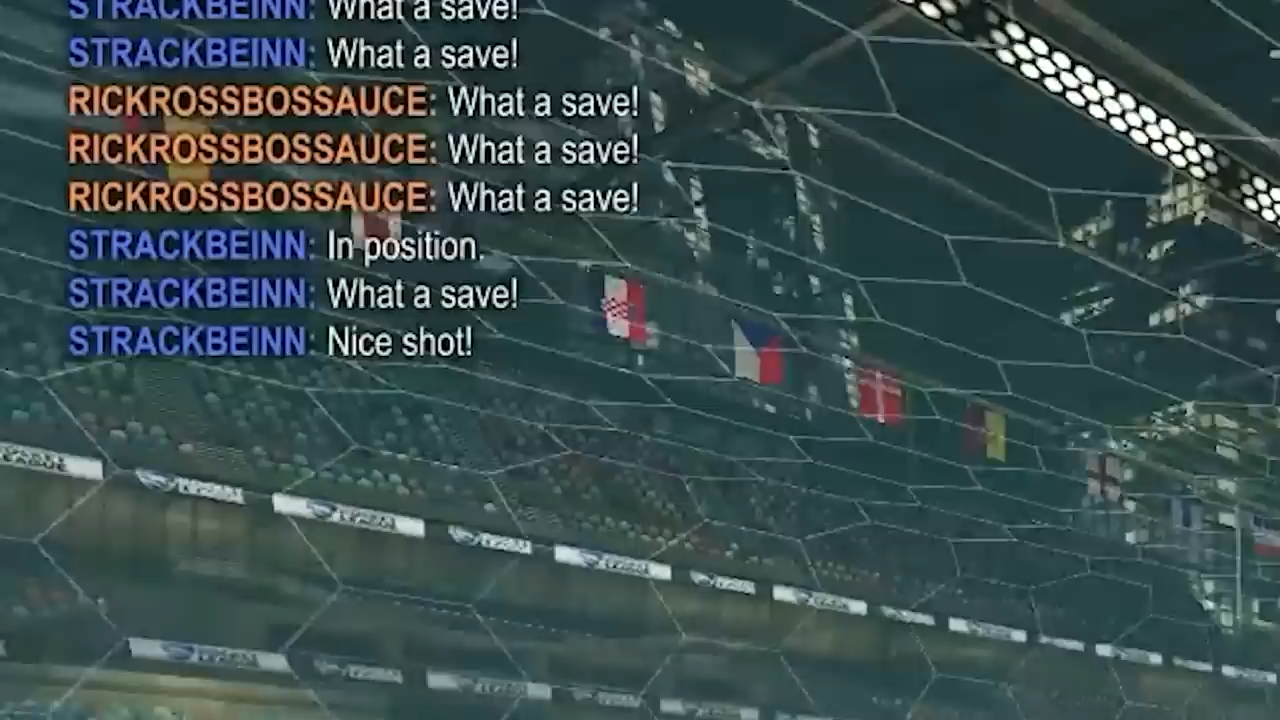 STRACKBEINN: What a save!
STRACKBEINN: What a save!
RICKROSSBOSSAUCE: What a save!
RICKROSSBOSSAUCE: What a save!
RICKROSSBOSSAUCE: What a save!
STRACKBEINN: In position.
STRACKBEINN: What a save!
STRACKBEINN: Nice shot!